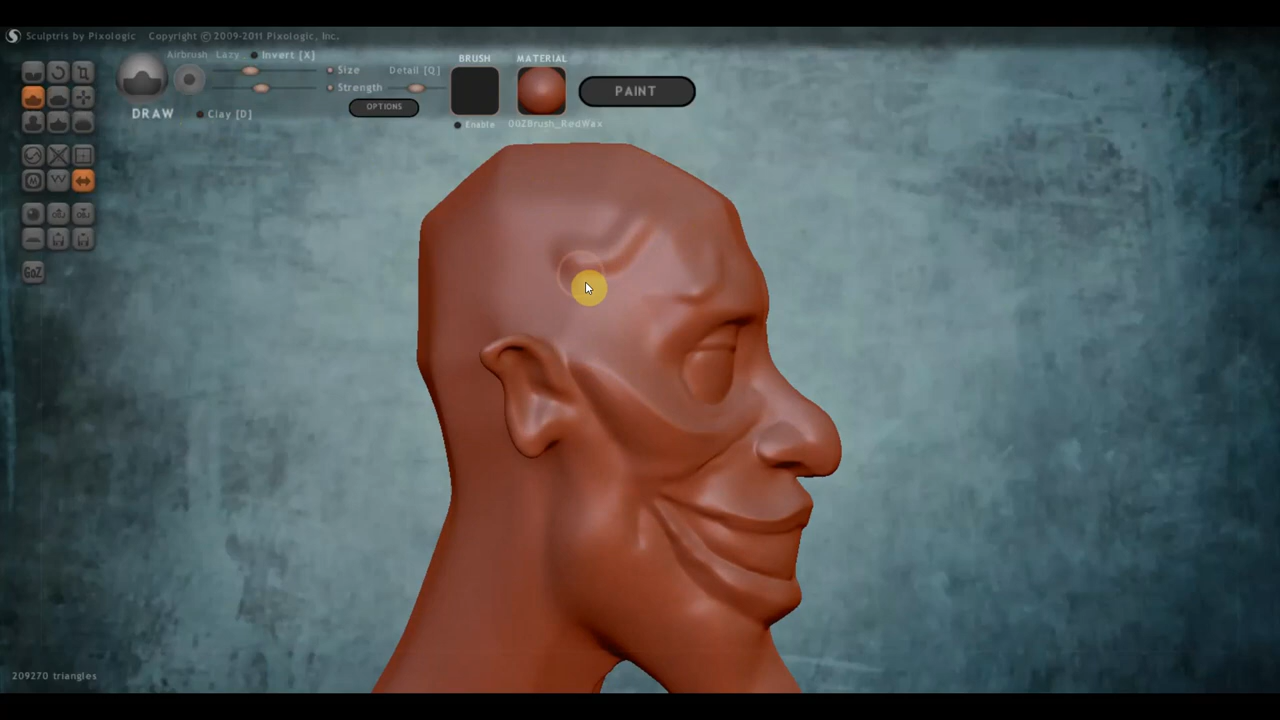 Sculptris by Pixologic Copyright ©2009-2011 Pixologic, Inc.
Airbrush Lazy Invert [X]
Size Detail [Q]
Strength
OPTIONS
DRAW Clay [D]
BRUSH
Enable
MATERIAL
00ZBrush_RedWax
PAINT
GoZ
209270 triangles